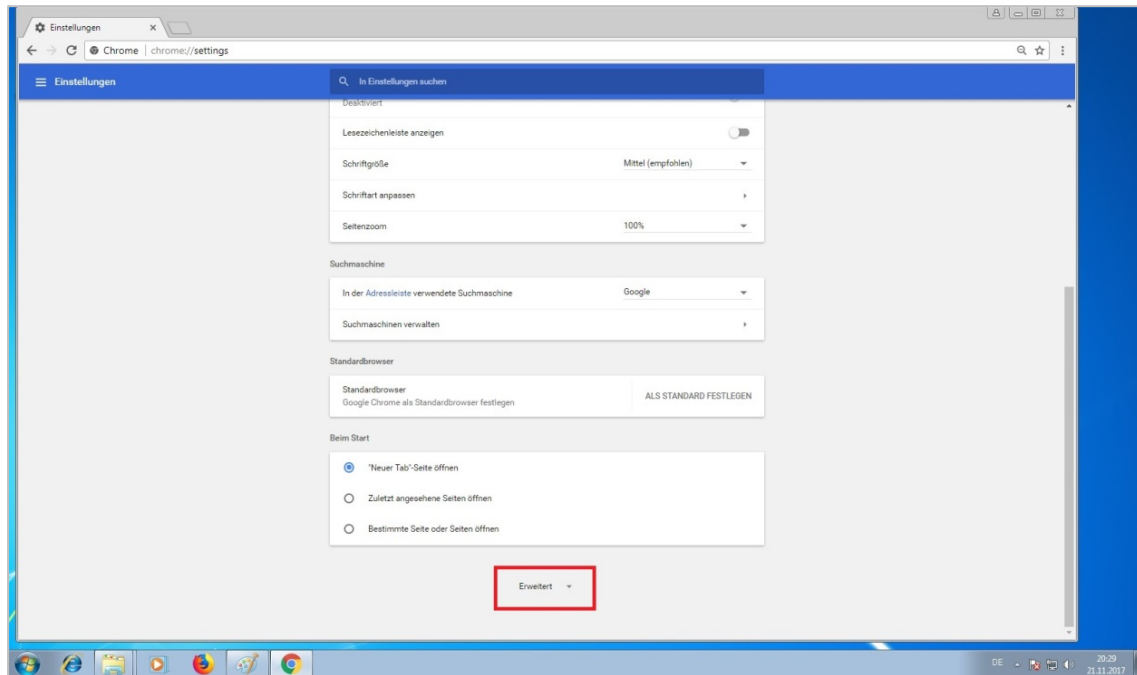 Einstellungen
Chrome | chrome://settings
Einstellungen
In Einstellungen suchen
Deaktiviert
Lesezeichenleiste anzeigen
Schriftgröße Mittel (empfohlen)
Schriftart anpassen
Seitenzoom 100%
Suchmaschine
In der Adressleiste verwendete Suchmaschine Google
Suchmaschinen verwalten
Standardbrowser
Standardbrowser
Google Chrome als Standardbrowser festlegen
ALS STANDARD FESTLEGEN
Beim Start
"Neuer Tab"-Seite öffnen
Zuletzt angesehene Seiten öffnen
Bestimmte Seite oder Seiten öffnen
Erweitert
DE
20:29
21.11.2017